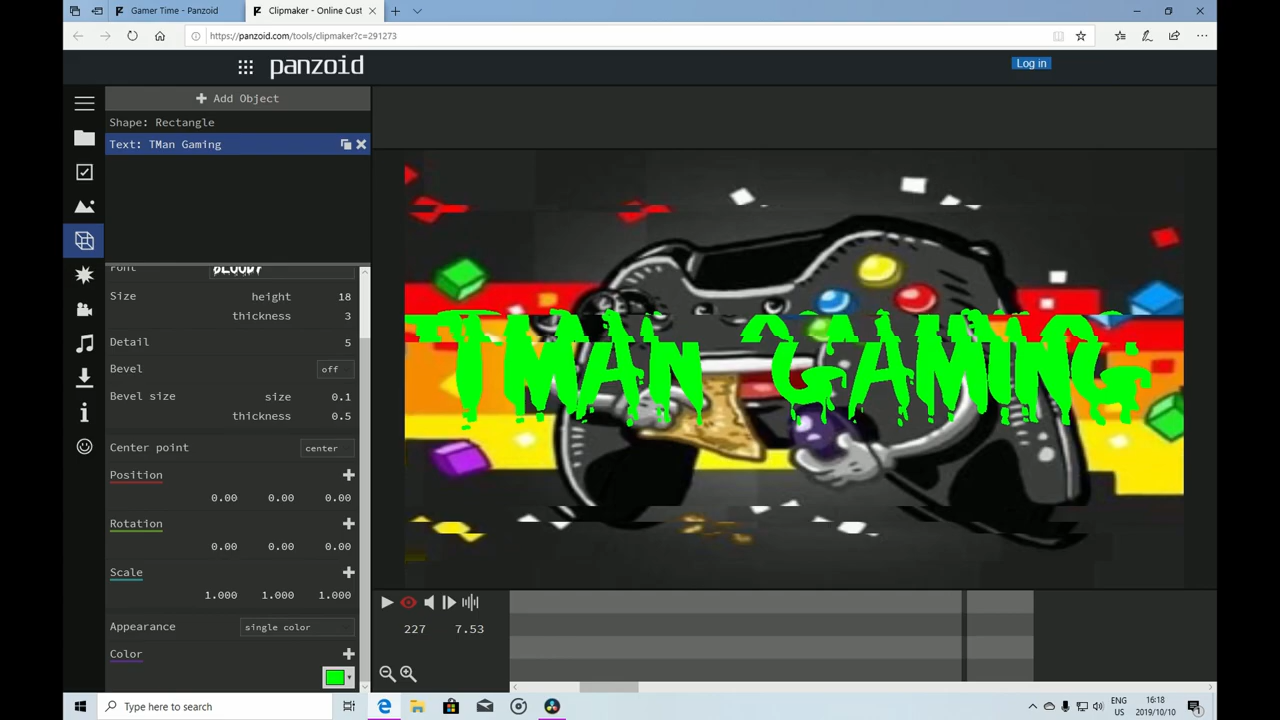 Gamer Time - Panzoid
Clipmaker - Online Cust
https://panzoid.com/tools/clipmaker?c=291273
panzoid
Log in
Add Object
Shape: Rectangle
Text: TMan Gaming
Font BLOODY
Size height 18
thickness 3
Detail 5
Bevel off
Bevel size size 0.1
thickness 0.5
Center point center
Position
0.00 0.00 0.00
Rotation
0.00 0.00 0.00
Scale
1.000 1.000 1.000
Appearance single color
Color
TMAN GAMING
227 7.53
Type here to search
ENG
US
16:18
2019/10/10
1